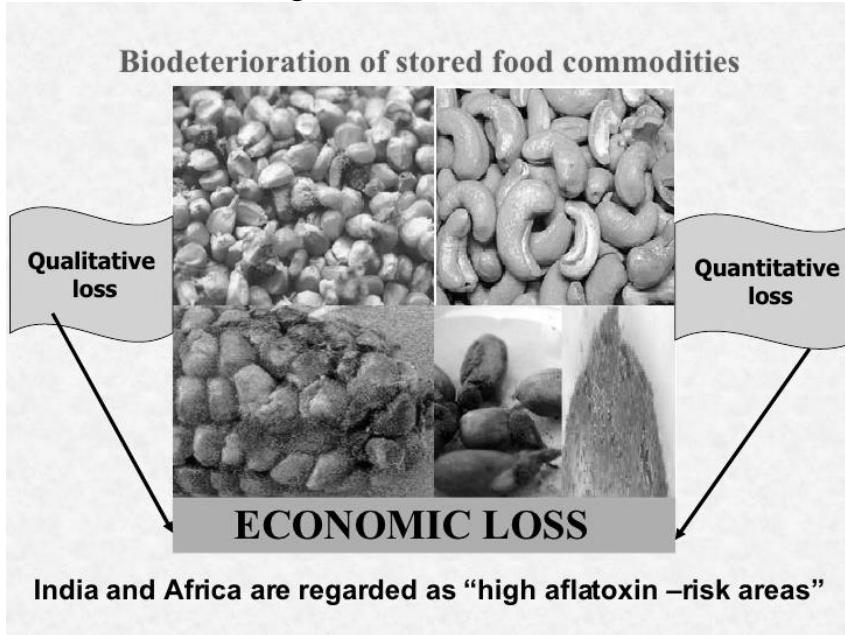 Biodeterioration of stored food commodities
Qualitative
loss
Quantitative
loss
ECONOMIC LOSS
India and Africa are regarded as “high aflatoxin –risk areas”